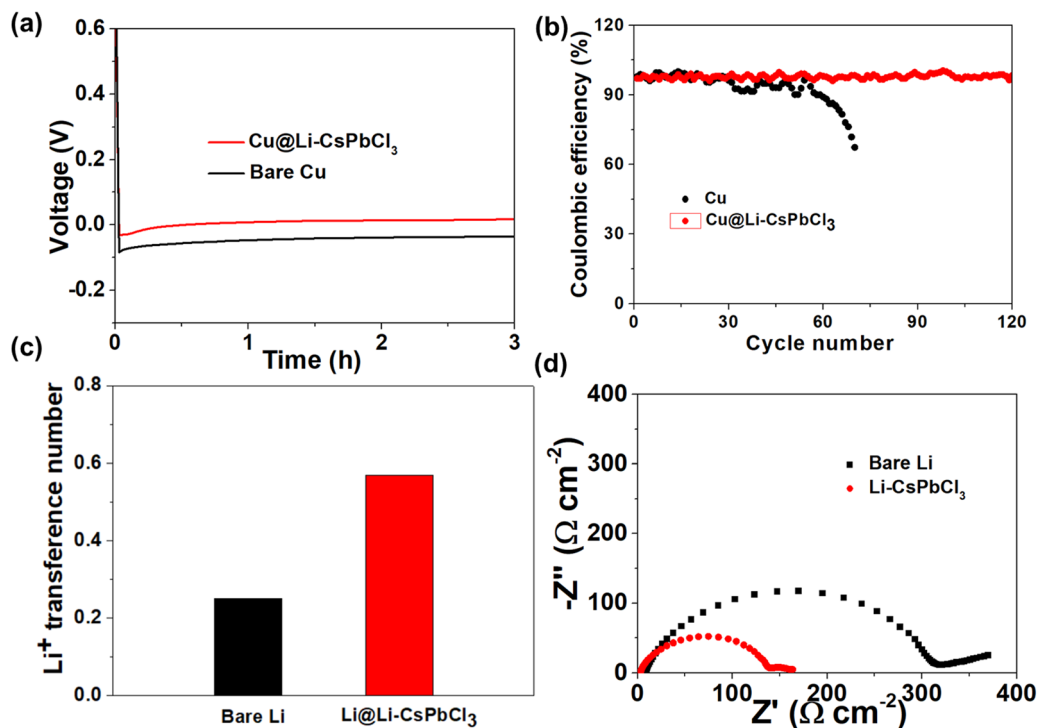 (a)
0.6
0.4
0.2
0.0
-0.2
Voltage (V)
Cu@Li-CsPbCl3
Bare Cu
0
1
2
3
Time (h)
(b)
120
90
60
30
0
Coulombic efficiency (%)
Cu
Cu@Li-CsPbCl3
0
30
60
90
120
Cycle number
(c)
0.8
0.6
0.4
0.2
0.0
Li+ transference number
Bare Li
Li@Li-CsPbCl3
(d)
400
300
200
100
0
-Z'' (Ω cm-2)
Bare Li
Li-CsPbCl3
0
100
200
300
400
Z' (Ω cm-2)